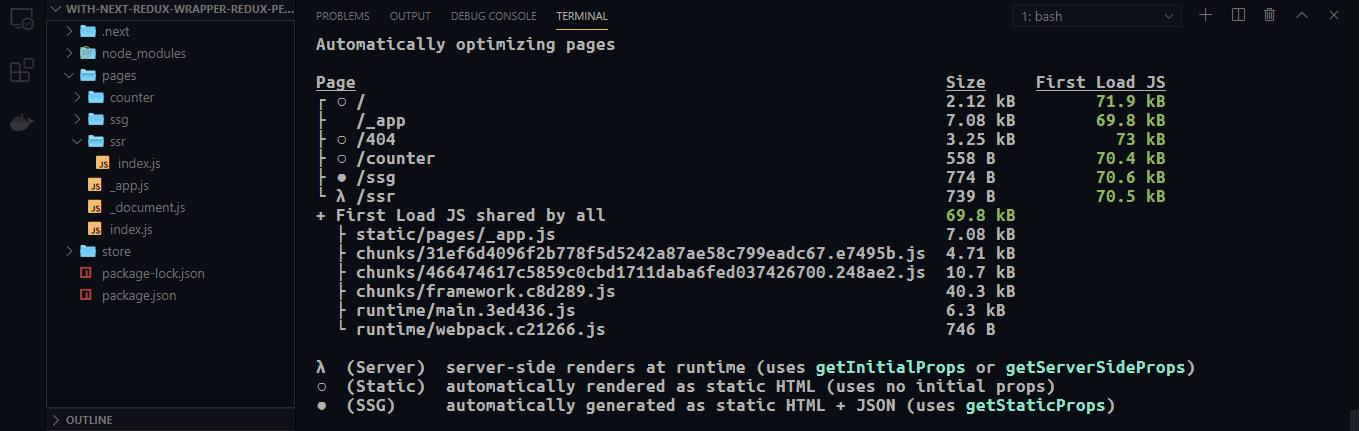 WITH-NEXT-REDUX-WRAPPER-REDUX-PE...
.next
node_modules
pages
counter
ssg
ssr
JS index.js
JS _app.js
JS _document.js
JS index.js
store
package-lock.json
package.json
OUTLINE
PROBLEMS OUTPUT DEBUG CONSOLE TERMINAL 1: bash
Automatically optimizing pages
Page Size First Load JS
┌ ○ / 2.12 kB 71.9 kB
├ /_app 7.08 kB 69.8 kB
├ ○ /404 3.25 kB 73 kB
├ ○ /counter 558 B 70.4 kB
├ ● /ssg 774 B 70.6 kB
└ λ /ssr 739 B 70.5 kB
+ First Load JS shared by all 69.8 kB
├ static/pages/_app.js 7.08 kB
├ chunks/31ef6d4096f2b778f5d5242a87ae58c799eadc67.e7495b.js 4.71 kB
├ chunks/466474617c5859c0cbd1711daba6fed037426700.248ae2.js 10.7 kB
├ chunks/framework.c8d289.js 40.3 kB
├ runtime/main.3ed436.js 6.3 kB
└ runtime/webpack.c21266.js 746 B
λ (Server) server-side renders at runtime (uses getInitialProps or getServerSideProps)
○ (Static) automatically rendered as static HTML (uses no initial props)
● (SSG) automatically generated as static HTML + JSON (uses getStaticProps)